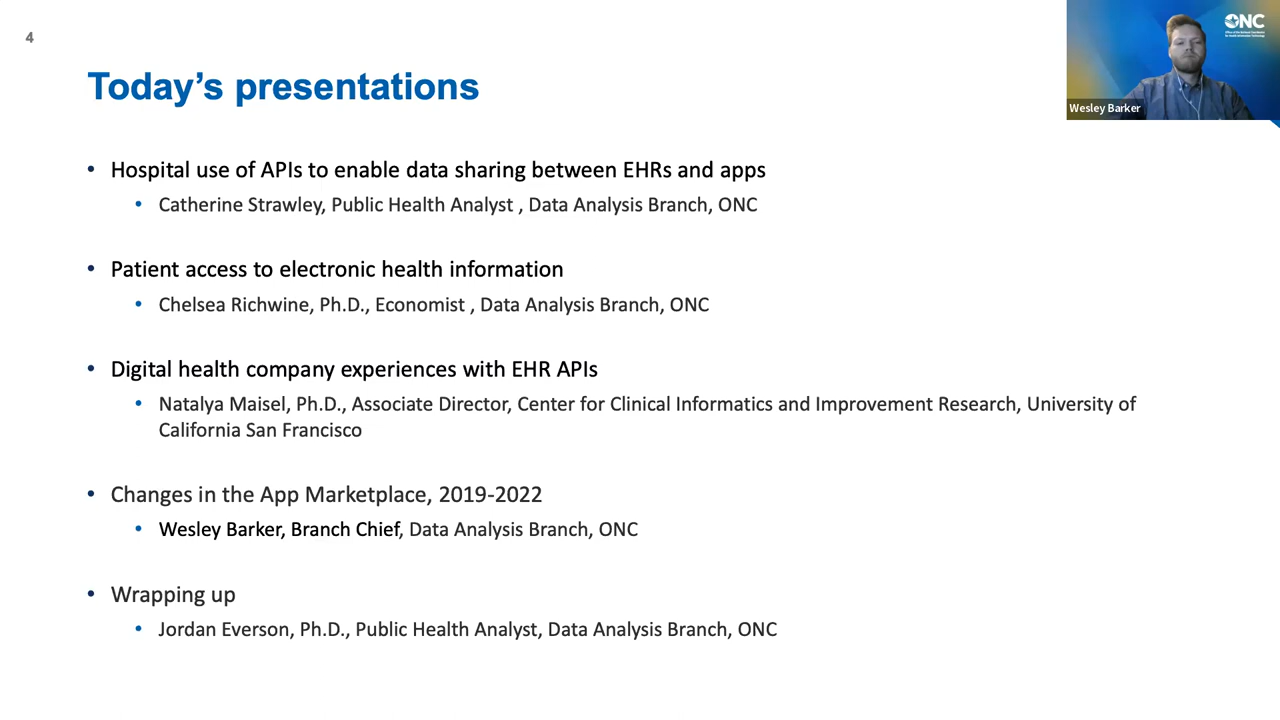 4
ONC
Today's presentations
Wesley Barker
• Hospital use of APIs to enable data sharing between EHRs and apps
• Catherine Strawley, Public Health Analyst , Data Analysis Branch, ONC
• Patient access to electronic health information
• Chelsea Richwine, Ph.D., Economist , Data Analysis Branch, ONC
• Digital health company experiences with EHR APIs
• Natalya Maisel, Ph.D., Associate Director, Center for Clinical Informatics and Improvement Research, University of
California San Francisco
• Changes in the App Marketplace, 2019-2022
• Wesley Barker, Branch Chief, Data Analysis Branch, ONC
• Wrapping up
• Jordan Everson, Ph.D., Public Health Analyst, Data Analysis Branch, ONC